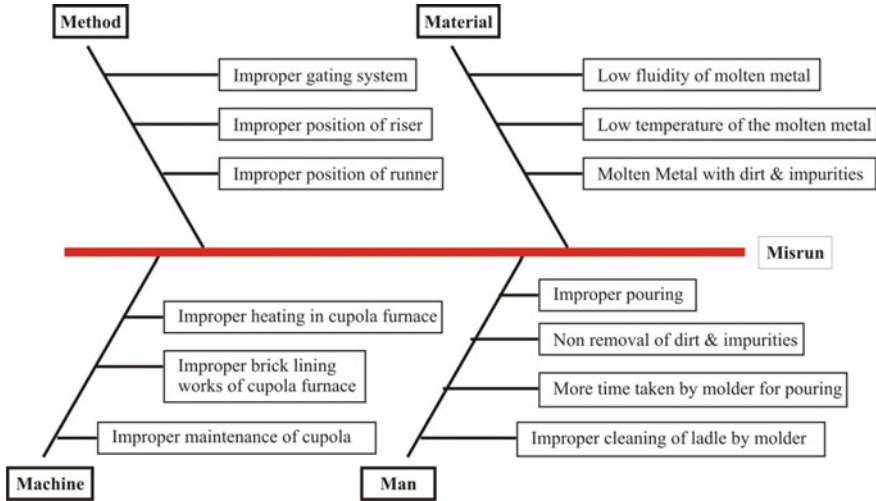 Method
Improper gating system
Improper position of riser
Improper position of runner
Material
Low fluidity of molten metal
Low temperature of the molten metal
Molten Metal with dirt & impurities
Misrun
Improper heating in cupola furnace
Improper brick lining
works of cupola furnace
Improper maintenance of cupola
Machine
Improper pouring
Non removal of dirt & impurities
More time taken by molder for pouring
Improper cleaning of ladle by molder
Man